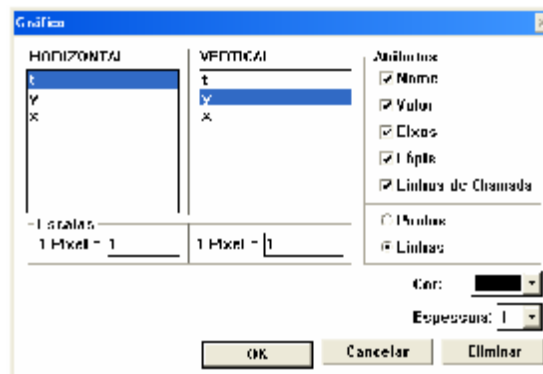 Gráfico
HORIZONTAL
VERTICAL
Atributos
t
y
x
t
y
x
Nome
Valor
Eixos
Lápis
Linhas de Chamada
Escalas
1 Pixel = 1
1 Pixel = 1
Pontos
Linhas
Cor:
Espessura: 1
OK
Cancelar
Eliminar